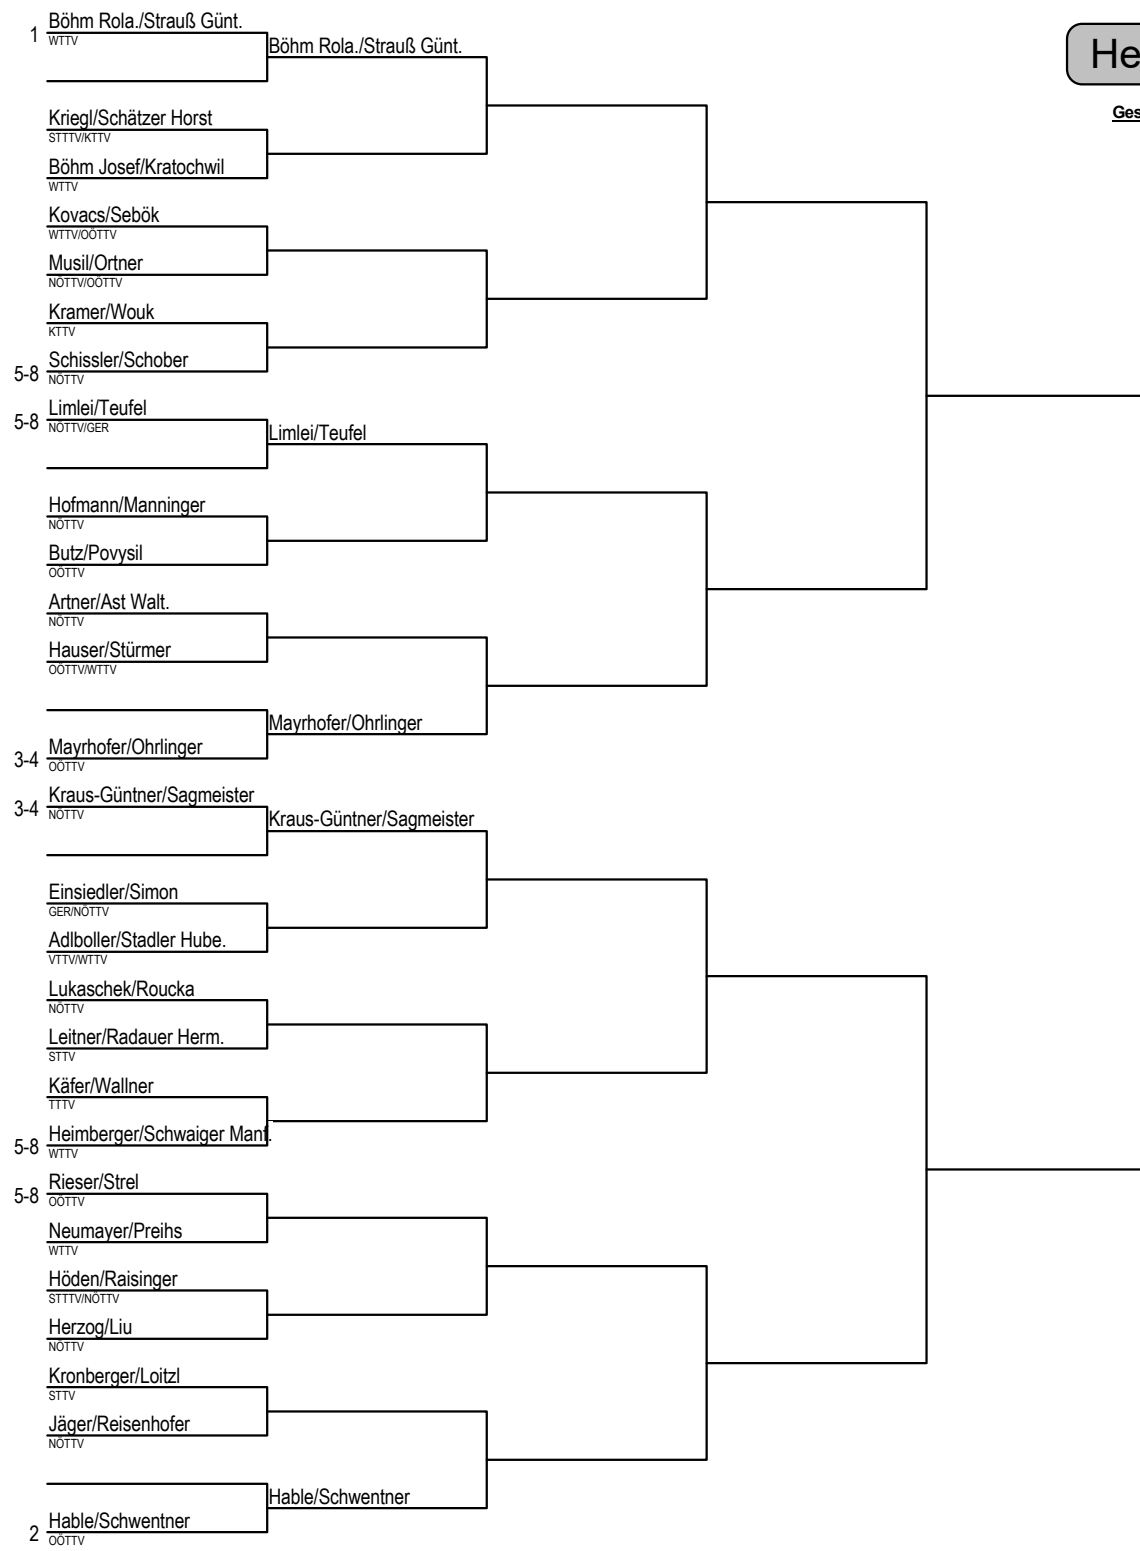 Böhm Rola./Strauß Günt.
1
WTTV
Böhm Rola./Strauß Günt.
He
Ges
Kriegl/Schätzer Horst
STTTV/KTTV
Böhm Josef/Kratochwil
WTTV
Kovacs/Sebök
WTTV/OÖTTV
Musil/Ortner
NÖTTV/OÖTTV
Kramer/Wouk
KTTV
Schissler/Schober
5-8
NÖTTV
Limlei/Teufel
5-8
NÖTTV/GER
Limlei/Teufel
Hofmann/Manninger
NÖTTV
Butz/Povysil
OÖTTV
Artner/Ast Walt.
NÖTTV
Hauser/Stürmer
OÖTTV/WTTV
Mayrhofer/Ohrlinger
Mayrhofer/Ohrlinger
3-4
OÖTTV
Kraus-Güntner/Sagmeister
3-4
NÖTTV
Kraus-Güntner/Sagmeister
Einsiedler/Simon
GER/NÖTTV
Adlboller/Stadler Hube.
VTTV/WTTV
Lukaschek/Roucka
NÖTTV
Leitner/Radauer Herm.
STTV
Käfer/Wallner
TTTV
Heimberger/Schwaiger Manf.
5-8
WTTV
Rieser/Strel
5-8
OÖTTV
Neumayer/Preihs
WTTV
Höden/Raisinger
STTTV/NÖTTV
Herzog/Liu
NÖTTV
Kronberger/Loitzl
STTV
Jäger/Reisenhofer
NÖTTV
Hable/Schwentner
Hable/Schwentner
2
OÖTTV